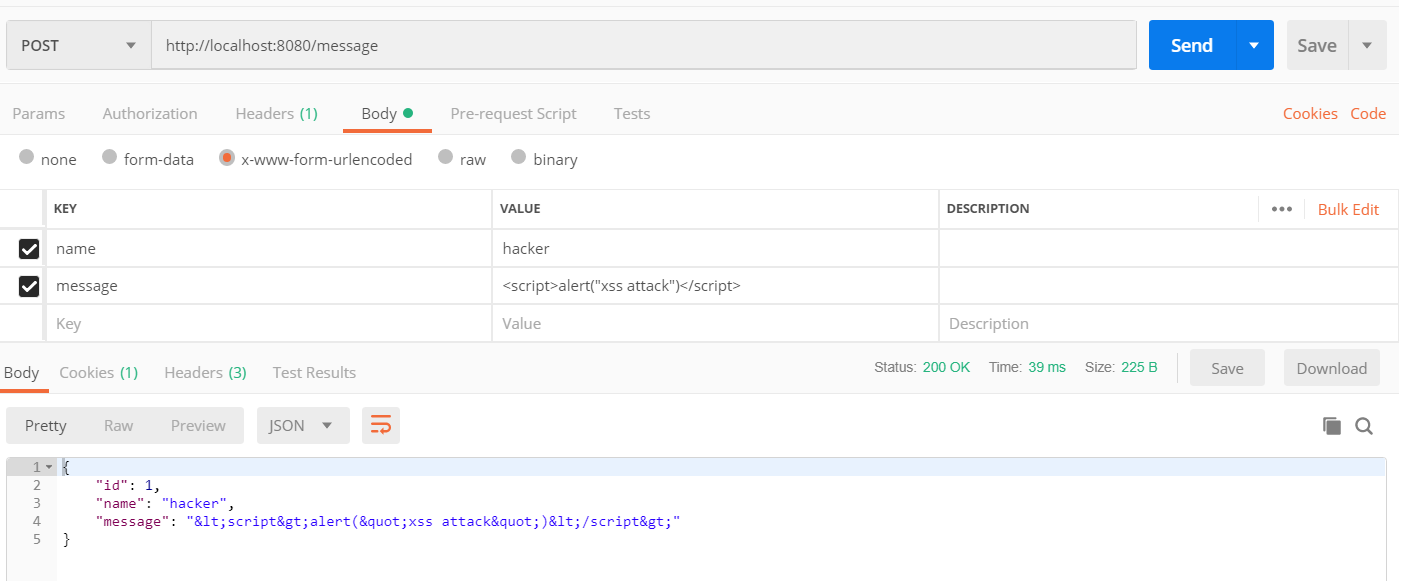 POST http://localhost:8080/message Send Save
Params Authorization Headers (1) Body Pre-request Script Tests Cookies Code
none form-data x-www-form-urlencoded raw binary
KEY VALUE DESCRIPTION ••• Bulk Edit
name hacker
message <script>alert("xss attack")</script>
Key Value Description
Body Cookies (1) Headers (3) Test Results Status: 200 OK Time: 39 ms Size: 225 B Save Download
Pretty Raw Preview JSON
1 {
2 "id": 1,
3 "name": "hacker",
4 "message": "&lt;script&gt;alert(&quot;xss attack&quot;)&lt;/script&gt;"
5 }